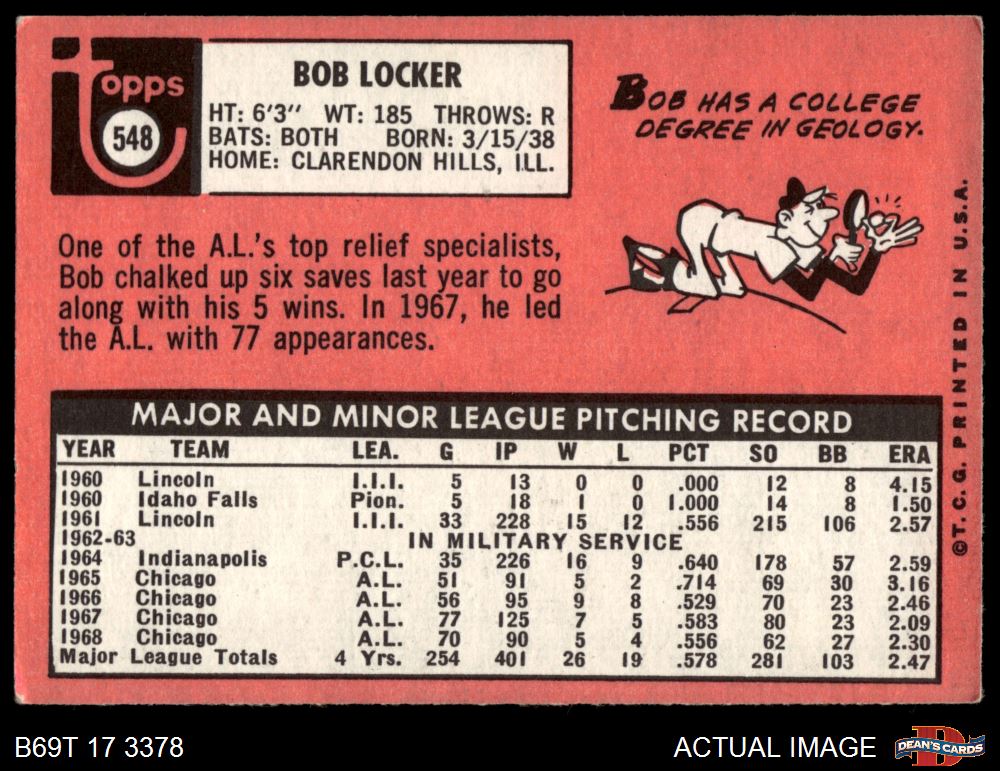 Topps
548
BOB LOCKER
HT: 6'3" WT: 185 THROWS: R
BATS: BOTH BORN: 3/15/38
HOME: CLARENDON HILLS, ILL.
BOB HAS A COLLEGE
DEGREE IN GEOLOGY.
One of the A.L.'s top relief specialists,
Bob chalked up six saves last year to go
along with his 5 wins. In 1967, he led
the A.L. with 77 appearances.
MAJOR AND MINOR LEAGUE PITCHING RECORD
YEAR TEAM LEA. G IP W L PCT SO BB ERA
1960 Lincoln I.I.I. 5 13 0 0 .000 12 8 4.15
1960 Idaho Falls Pion. 5 18 1 0 1.000 14 8 1.50
1961 Lincoln I.I.I. 33 228 15 12 .556 215 106 2.57
1962-63 IN MILITARY SERVICE
1964 Indianapolis P.C.L. 35 226 16 9 .640 178 57 2.59
1965 Chicago A.L. 51 91 5 2 .714 69 30 3.16
1966 Chicago A.L. 56 95 9 8 .529 70 23 2.46
1967 Chicago A.L. 77 125 7 5 .583 80 23 2.09
1968 Chicago A.L. 70 90 5 4 .556 62 27 2.30
Major League Totals 4 Yrs. 254 401 26 19 .578 281 103 2.47
©T.C.G. PRINTED IN U.S.A.
B69T 17 3378
ACTUAL IMAGE
D
DEAN'S CARDS